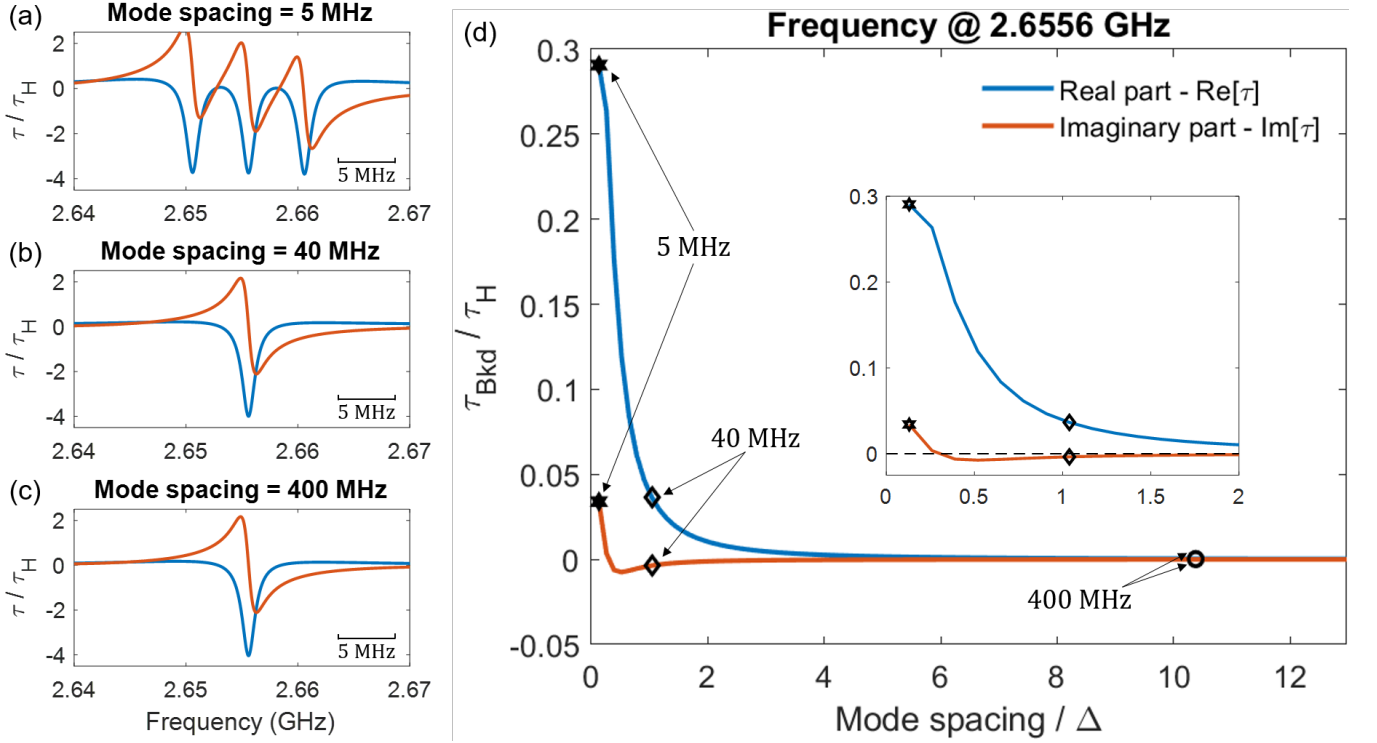 (a)
Mode spacing = 5 MHz
τ / τ_H
2
0
-2
-4
5 MHz
2.64
2.65
2.66
2.67
(b)
Mode spacing = 40 MHz
τ / τ_H
2
0
-2
-4
5 MHz
2.64
2.65
2.66
2.67
(c)
Mode spacing = 400 MHz
τ / τ_H
2
0
-2
-4
5 MHz
2.64
2.65
2.66
2.67
Frequency (GHz)
(d)
Frequency @ 2.6556 GHz
τ_Bkd / τ_H
0.3
0.25
0.2
0.15
0.1
0.05
0
-0.05
Real part - Re[τ]
Imaginary part - Im[τ]
5 MHz
40 MHz
400 MHz
0.3
0.2
0.1
0
0
0.5
1
1.5
2
0
2
4
6
8
10
12
Mode spacing / Δ